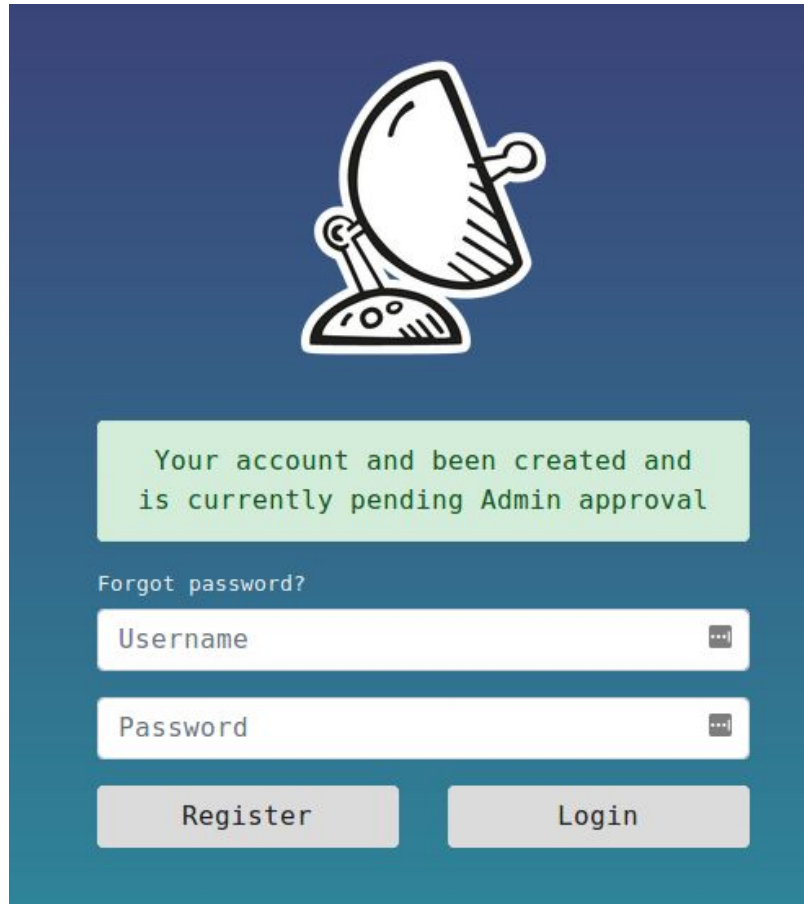 Your account and been created and
is currently pending Admin approval
Forgot password?
Username
Password
Register Login